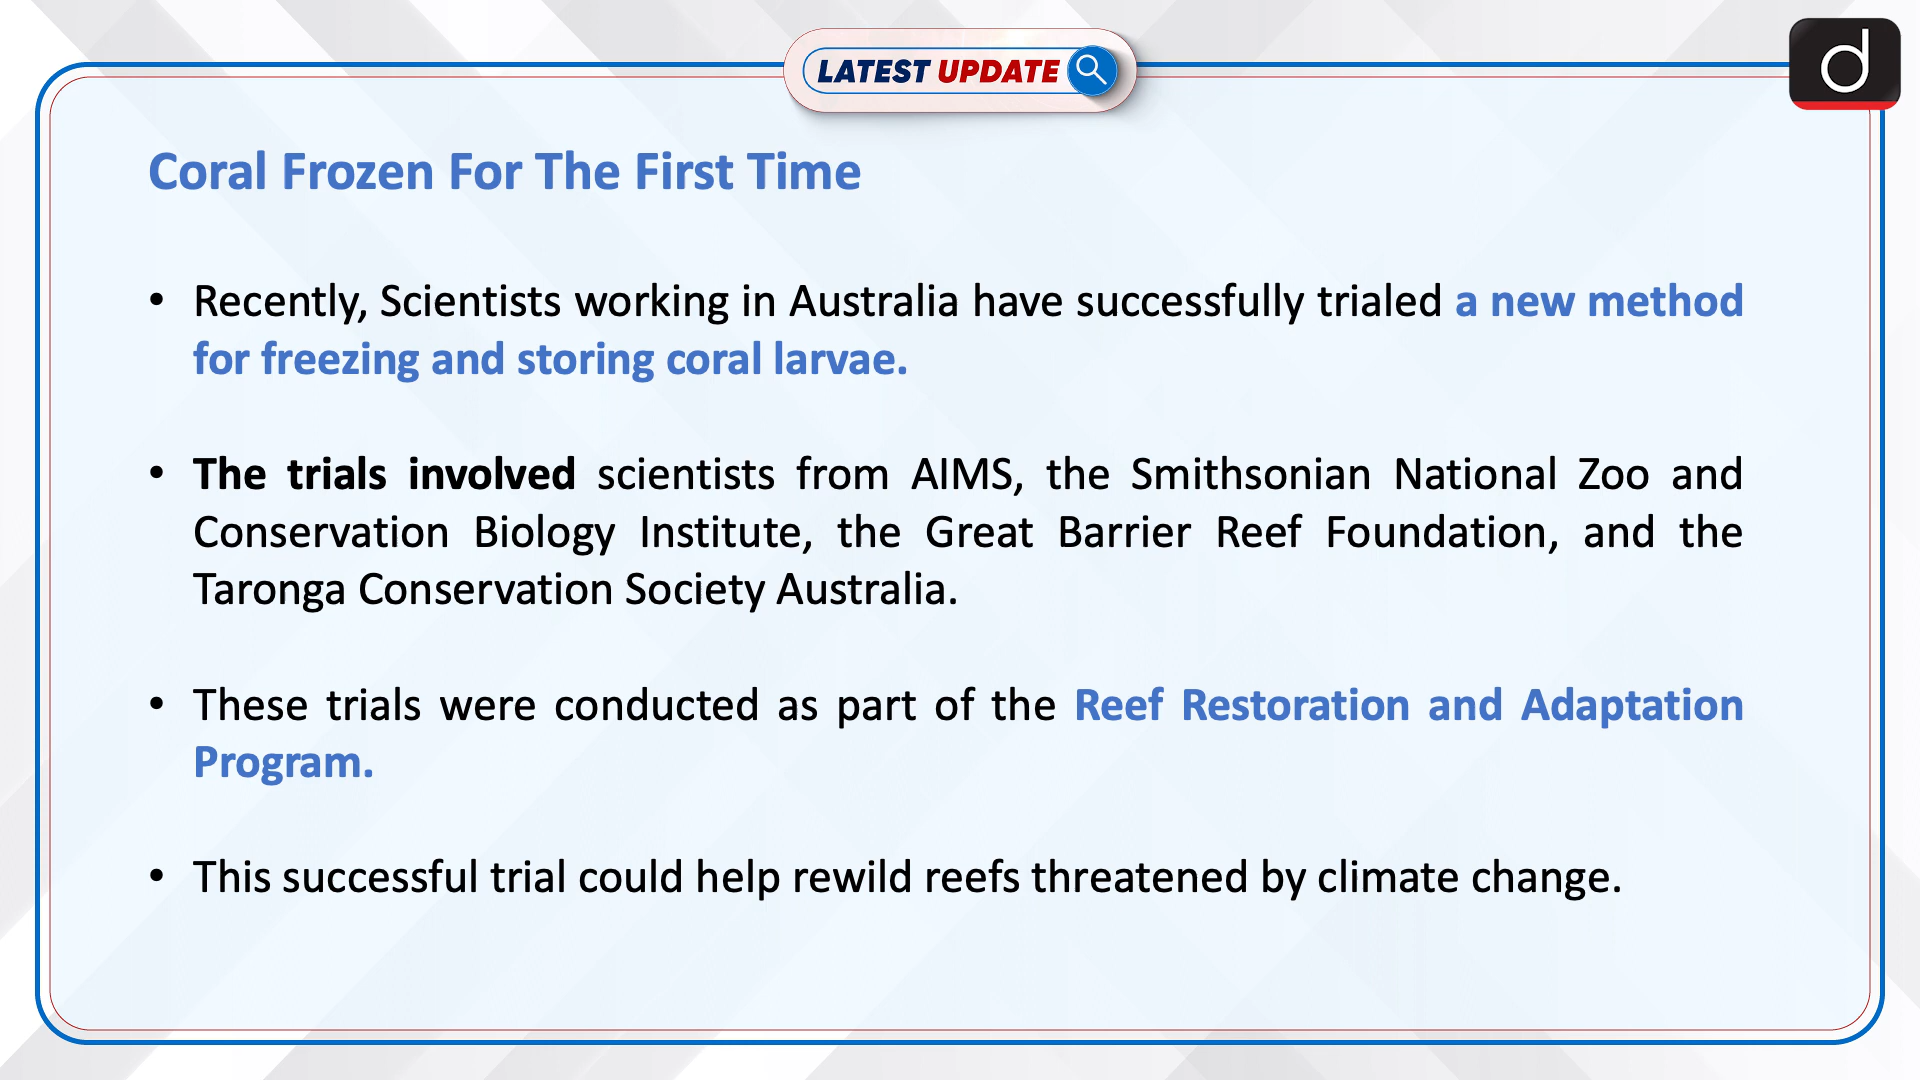 LATEST UPDATE
d
Coral Frozen For The First Time
• Recently, Scientists working in Australia have successfully trialed a new method
for freezing and storing coral larvae.
• The trials involved scientists from AIMS, the Smithsonian National Zoo and
Conservation Biology Institute, the Great Barrier Reef Foundation, and the
Taronga Conservation Society Australia.
• These trials were conducted as part of the Reef Restoration and Adaptation
Program.
• This successful trial could help rewild reefs threatened by climate change.